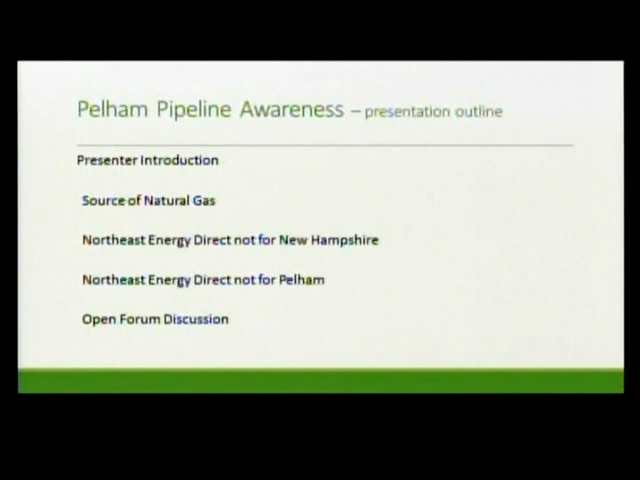 Pelham Pipeline Awareness – presentation outline
Presenter Introduction
Source of Natural Gas
Northeast Energy Direct not for New Hampshire
Northeast Energy Direct not for Pelham
Open Forum Discussion